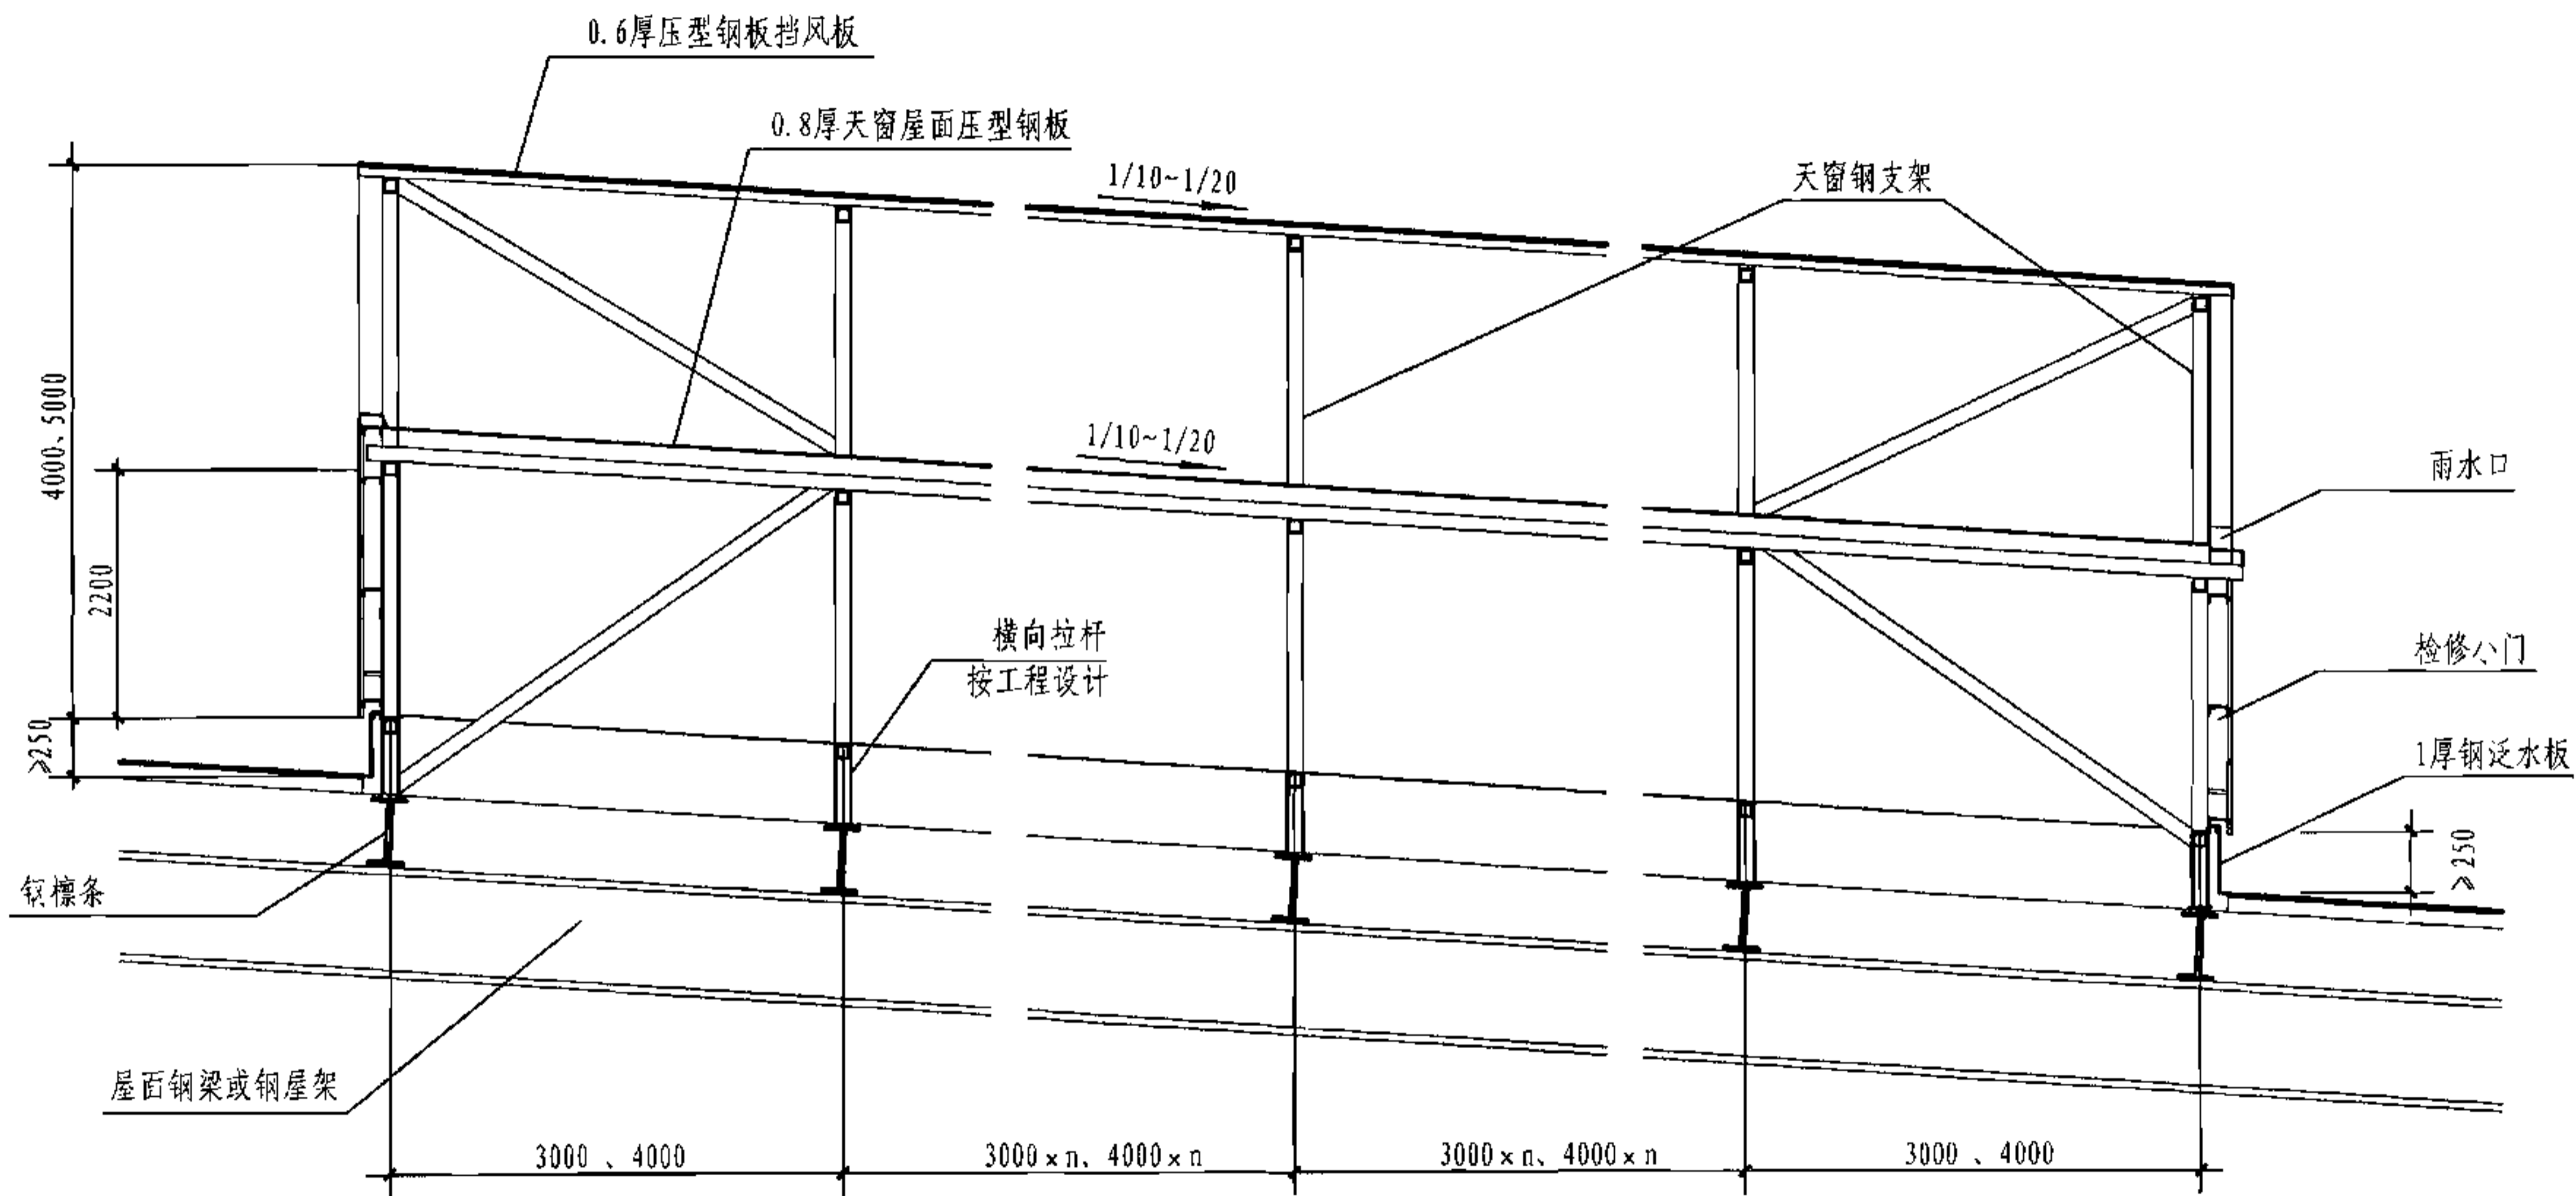 0.6厚压型钢板挡风板
0.8厚天窗屋面压型钢板
1/10~1/20
天窗钢支架
4000、5000
1/10~1/20
雨水口
2200
横向拉杆
按工程设计
检修小门
≥250
1厚钢泛水板
≥250
钢檩条
屋面钢梁或钢屋架
3000、4000
3000×n、4000×n
3000×n、4000×n
3000、4000